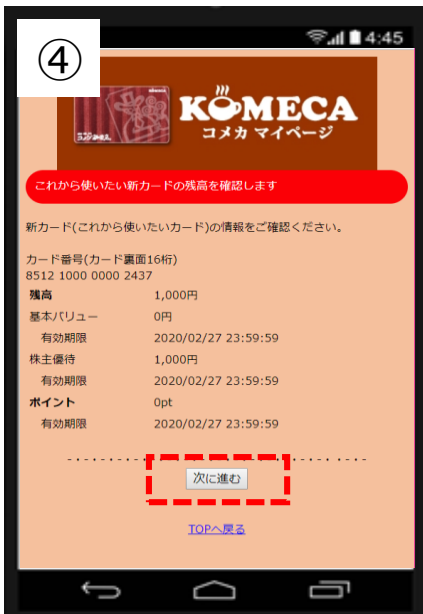 ④
4:45
KOMECA
コメカ マイページ
これから使いたい新カードの残高を確認します
新カード(これから使いたいカード)の情報をご確認ください。
カード番号(カード裏面16桁)
8512 1000 0000 2437
残高 1,000円
基本バリュー 0円
有効期限 2020/02/27 23:59:59
株主優待 1,000円
有効期限 2020/02/27 23:59:59
ポイント 0pt
有効期限 2020/02/27 23:59:59
次に進む
TOPへ戻る